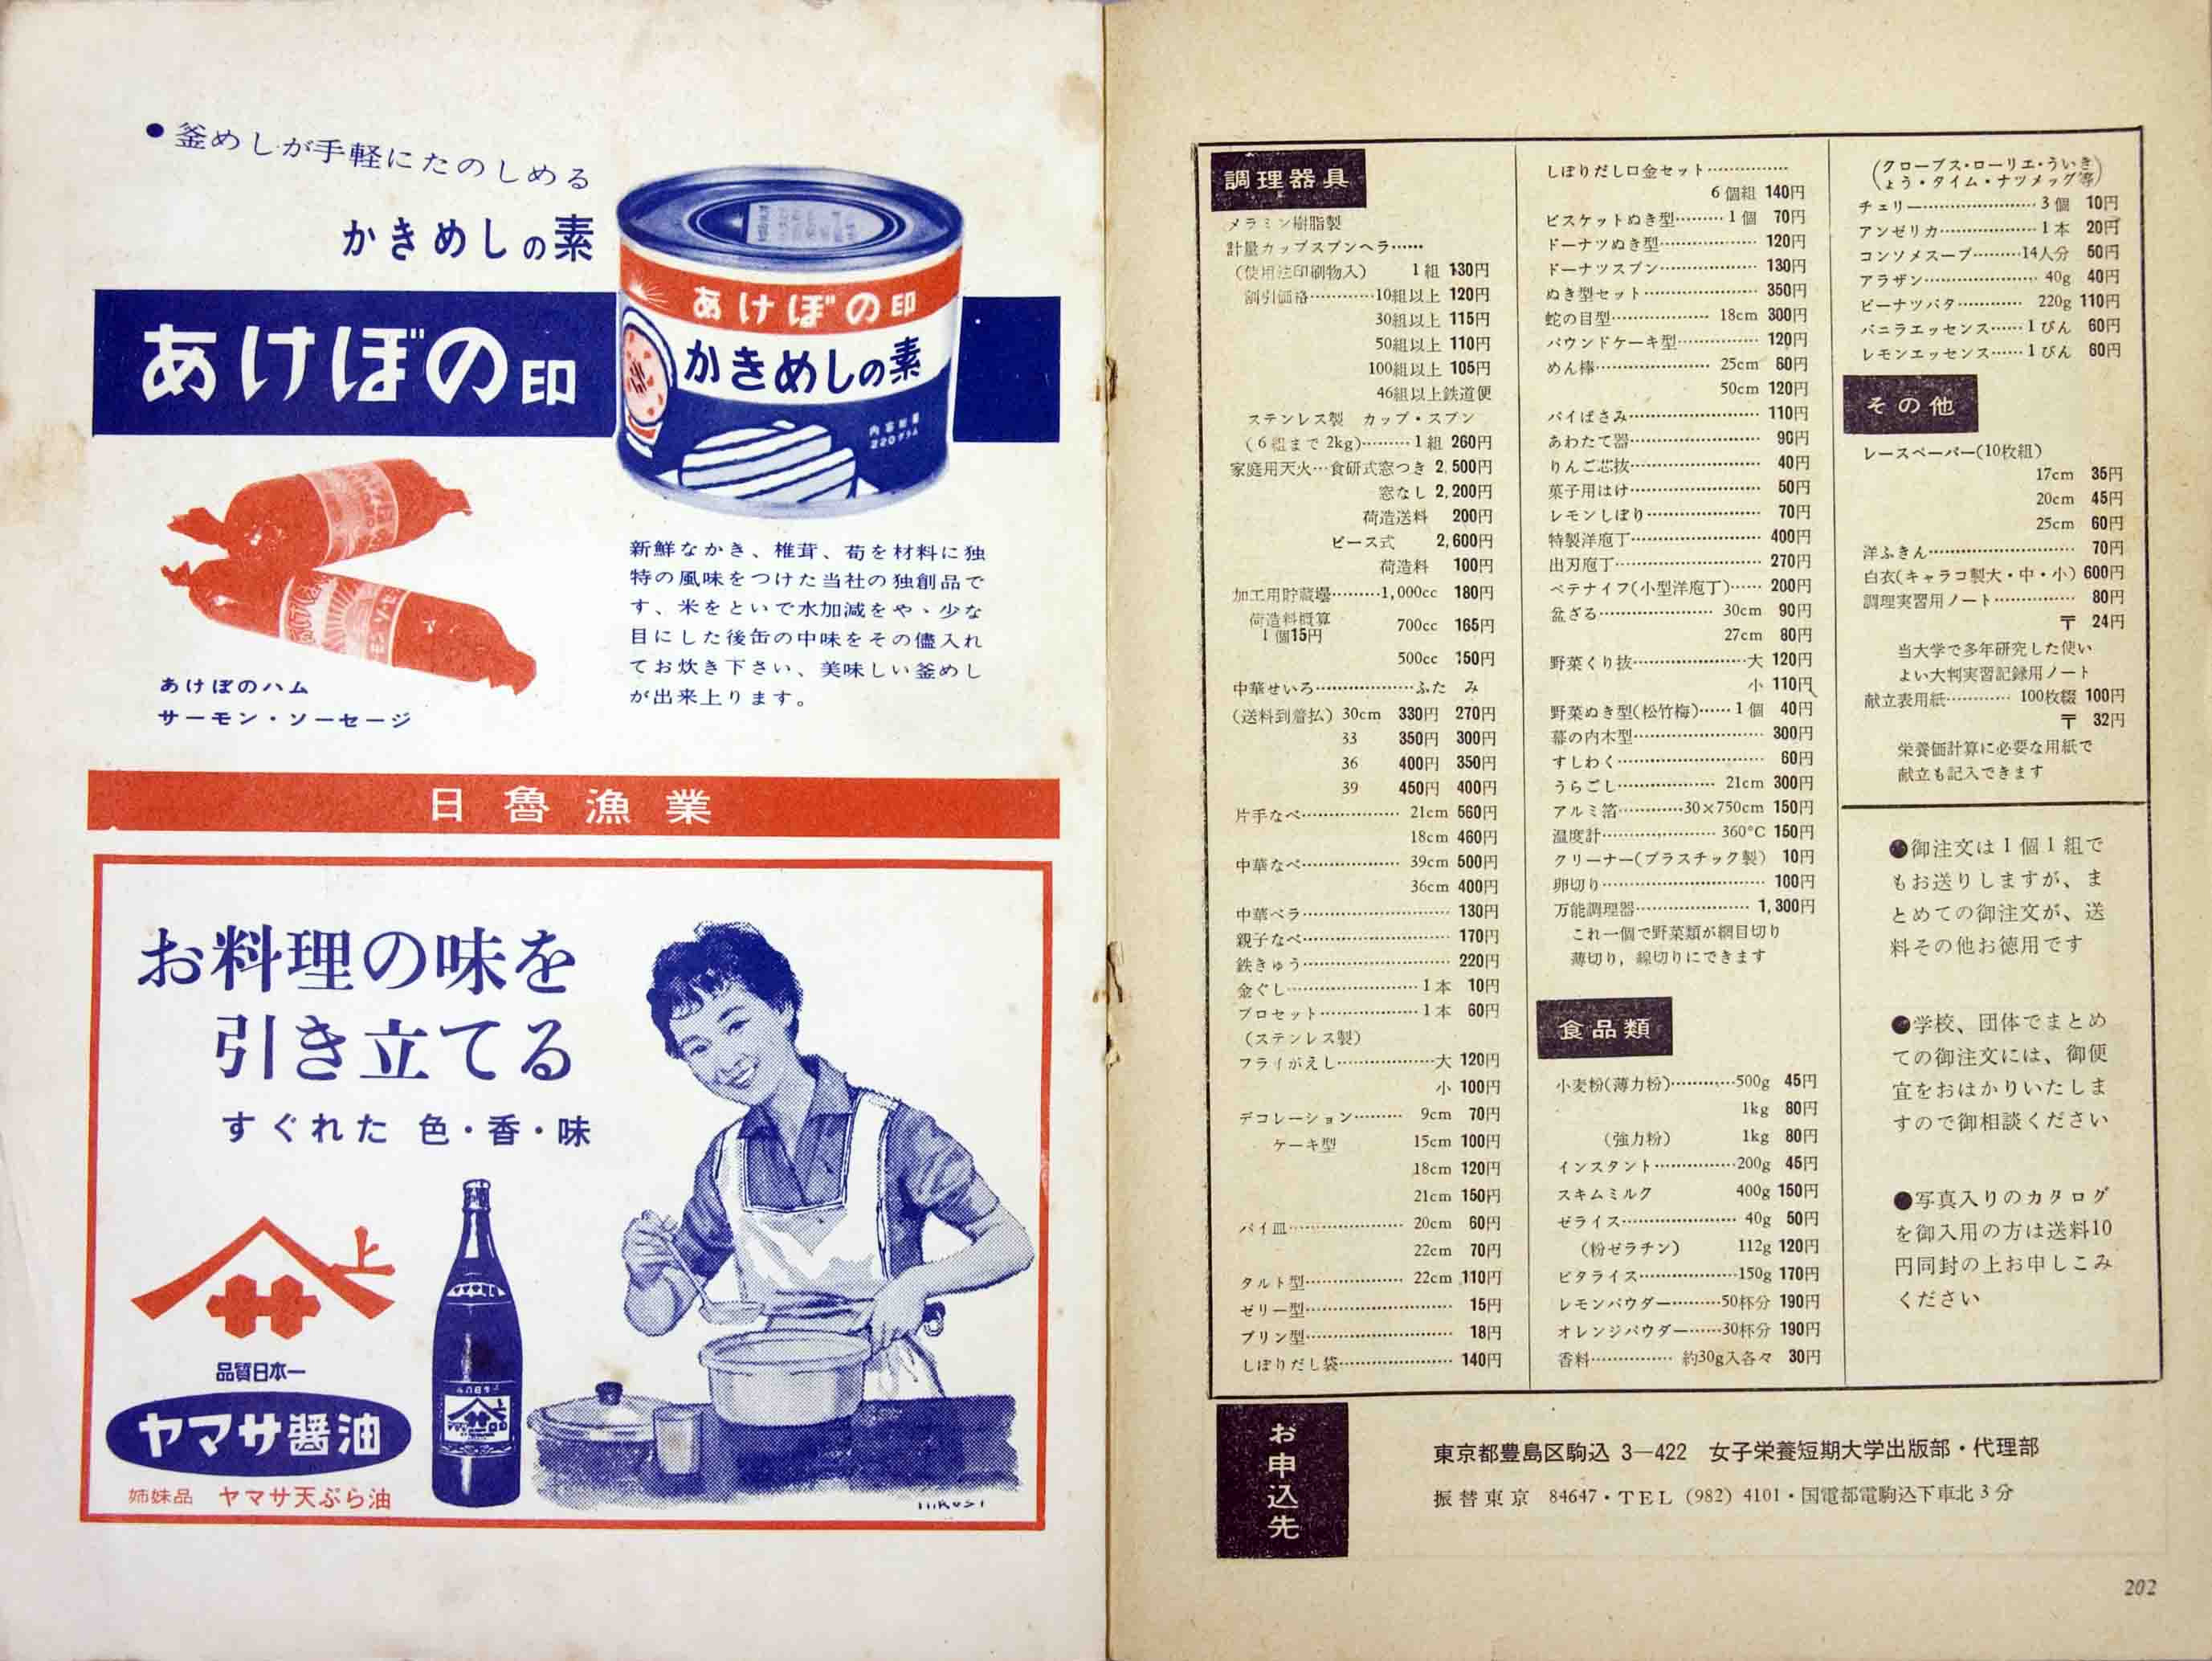 ●釜めしが手軽にたのしめる
かきめしの素
あけぼの印
あけぼの印
かきめしの素
220グラム
新鮮なかき、椎茸、荀を材料に独
特の風味をつけた当社の独創品で
す、米をといで水加減をやゝ少な
目にした後缶の中味をその儘入れ
てお炊き下さい、美味しい釜めし
が出来上ります。
あけぼのハム
サーモン・ソーセージ
日魯漁業
お料理の味を
引き立てる
すぐれた 色・香・味
上
品質日本一
ヤマサ醤油
姉妹品 ヤマサ天ぷら油
HIROSI
調理器具
メラミン樹脂製
計量カップスプンヘラ……
(使用法印刷物入) 1組 130円
割引価格…………10組以上 120円
30組以上 115円
50組以上 110円
100組以上 105円
46組以上鉄道便
ステンレス製 カップ・スプン
(6組まで2kg)………1組 260円
家庭用天火…食研式窓つき 2,500円
窓なし 2,200円
荷造送料 200円
ピース式 2,600円
荷造料 100円
加工用貯蔵壜………1,000cc 180円
荷造料概算
1個15円
700cc 165円
500cc 150円
中華せいろ………………ふた み
(送料到着払) 30cm 330円 270円
33 350円 300円
36 400円 350円
39 450円 400円
片手なべ……………… 21cm 560円
18cm 460円
中華なべ……………… 39cm 500円
36cm 400円
中華ベラ……………………… 130円
親子なべ……………………… 170円
鉄きゅう……………………… 220円
金ぐし……………………1本 10円
プロセット………………1本 60円
(ステンレス製)
フライがえし………………大 120円
小 100円
デコレーション……… 9cm 70円
ケーキ型 15cm 100円
18cm 120円
21cm 150円
パイ皿………………… 20cm 60円
22cm 70円
タルト型……………… 22cm 110円
ゼリー型……………………… 15円
プリン型……………………… 18円
しぼりだし袋………………… 140円
しぼりだし口金セット……………
6個組 140円
ビスケットぬき型………1個 70円
ドーナツぬき型……………… 120円
ドーナツスプン……………… 130円
ぬき型セット………………… 350円
蛇の目型……………… 18cm 300円
パウンドケーキ型…………… 120円
めん棒………………… 25cm 60円
50cm 120円
パイばさみ…………………… 110円
あわたて器…………………… 90円
りんご芯抜…………………… 40円
菓子用はけ…………………… 50円
レモンしぼり………………… 70円
特製洋庖丁…………………… 400円
出刃庖丁……………………… 270円
ペテナイフ(小型洋庖丁)…… 200円
盆ざる………………… 30cm 90円
27cm 80円
野菜くり抜…………………大 120円
小 110円
野菜ぬき型(松竹梅)……1個 40円
幕の内木型…………………… 300円
すしわく……………………… 60円
うらごし……………… 21cm 300円
アルミ箔…………30×750cm 150円
温度計………………… 360°C 150円
クリーナー(プラスチック製) 10円
卵切り………………………… 100円
万能調理器………………… 1,300円
これ一個で野菜類が網目切り
薄切り,線切りにできます
食品類
小麦粉(薄力粉)…………500g 45円
1kg 80円
(強力粉) 1kg 80円
インスタント……………200g 45円
スキムミルク 400g 150円
ゼライス………………… 40g 50円
(粉ゼラチン) 112g 120円
ビタライス………………150g 170円
レモンパウダー………50杯分 190円
オレンジパウダー……30杯分 190円
香料…………… 約30g入各々 30円
(クローブス・ローリエ・ういき
ょう・タイム・ナツメッグ等)
チェリー…………………3個 10円
アンゼリカ………………1本 20円
コンソメスープ………14人分 50円
アラザン………………… 40g 40円
ピーナツバタ………… 220g 110円
バニラエッセンス……1びん 60円
レモンエッセンス……1びん 60円
その他
レースペーパー(10枚組)
17cm 35円
20cm 45円
25cm 60円
洋ふきん……………………… 70円
白衣(キャラコ製大・中・小) 600円
調理実習用ノート…………… 80円
〒 24円
当大学で多年研究した使い
よい大判実習記録用ノート
献立表用紙………… 100枚綴 100円
〒 32円
栄養価計算に必要な用紙で
献立も記入できます
●御注文は1個1組で
もお送りしますが、ま
とめての御注文が、送
料その他お徳用です
●学校、団体でまとめ
ての御注文には、御便
宜をおはかりいたしま
すので御相談ください
●写真入りのカタログ
を御入用の方は送料10
円同封の上お申しこみ
ください
お申込先
東京都豊島区駒込 3―422 女子栄養短期大学出版部・代理部
振替東京 84647・TEL (982) 4101・国電都電駒込下車北3分
202